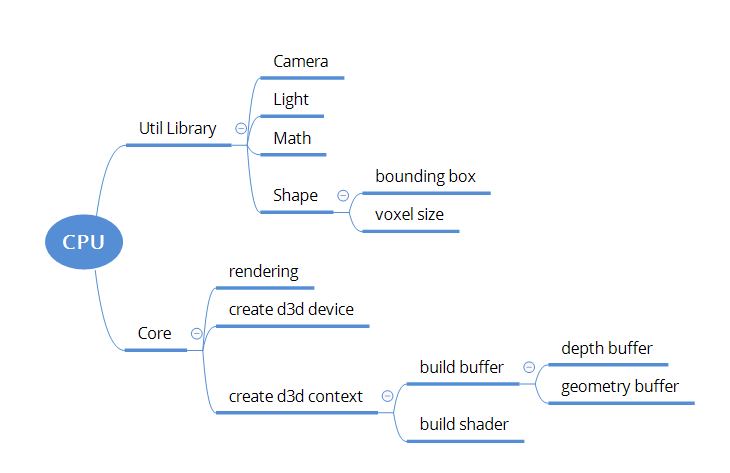 Camera
Light
Util Library
Math
Shape
bounding box
voxel size
CPU
rendering
create d3d device
Core
create d3d context
build buffer
depth buffer
geometry buffer
build shader